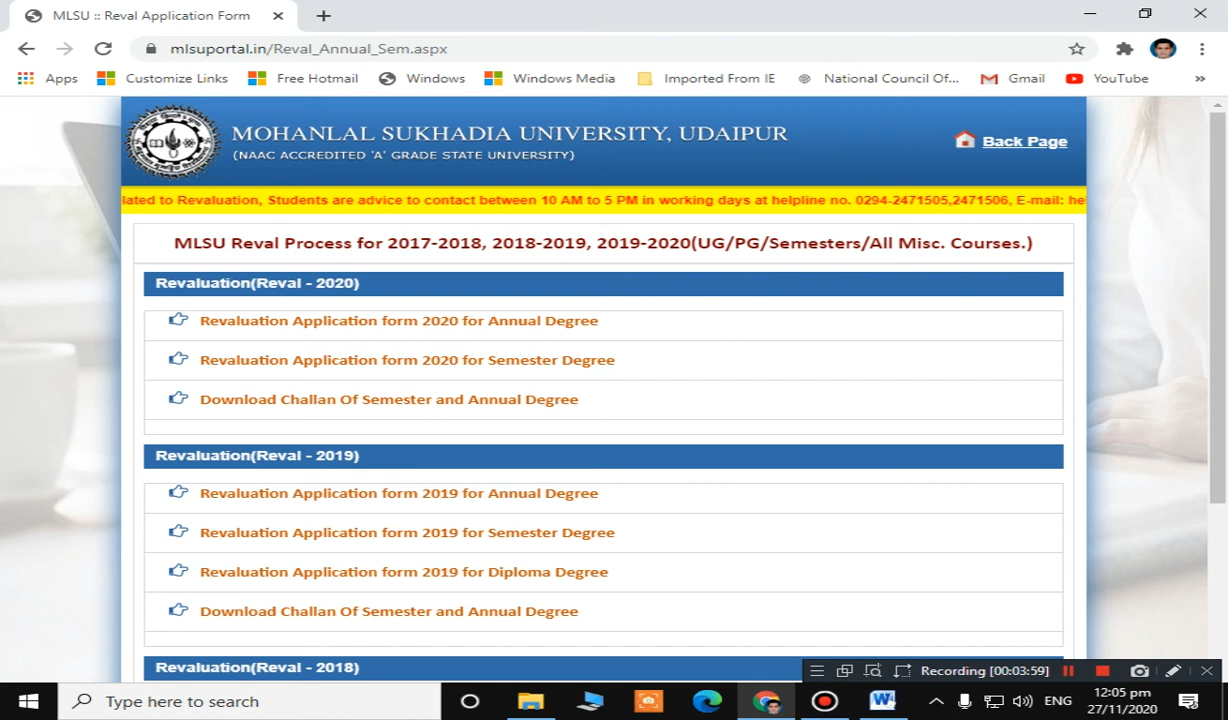 MLSU :: Reval Application Form
mlsuportal.in/Reval_Annual_Sem.aspx
Apps Customize Links Free Hotmail Windows Windows Media Imported From IE National Council Of... Gmail YouTube »
MOHANLAL SUKHADIA UNIVERSITY, UDAIPUR
(NAAC ACCREDITED 'A' GRADE STATE UNIVERSITY)
Back Page
lated to Revaluation, Students are advice to contact between 10 AM to 5 PM in working days at helpline no. 0294-2471505,2471506, E-mail: hel
MLSU Reval Process for 2017-2018, 2018-2019, 2019-2020(UG/PG/Semesters/All Misc. Courses.)
Revaluation(Reval - 2020)
Revaluation Application form 2020 for Annual Degree
Revaluation Application form 2020 for Semester Degree
Download Challan Of Semester and Annual Degree
Revaluation(Reval - 2019)
Revaluation Application form 2019 for Annual Degree
Revaluation Application form 2019 for Semester Degree
Revaluation Application form 2019 for Diploma Degree
Download Challan Of Semester and Annual Degree
Revaluation(Reval - 2018)
Recording [00:03:59]
Type here to search
ENG
12:05 pm
27/11/2020